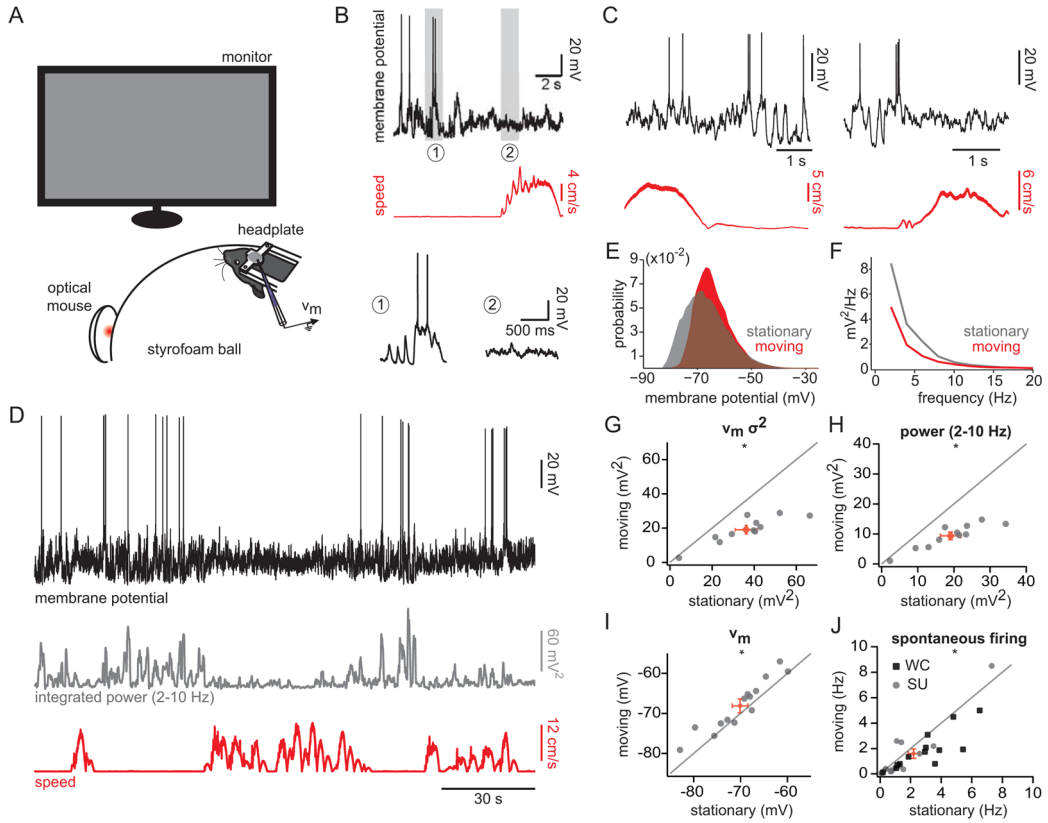 A
monitor
headplate
optical
mouse
v_m
styrofoam ball
B
membrane potential
20 mV
2 s
1
2
speed
4 cm/s
1
2
20 mV
500 ms
C
20 mV
20 mV
1 s
1 s
5 cm/s
6 cm/s
D
20 mV
membrane potential
60 mV²
integrated power (2-10 Hz)
12 cm/s
speed
30 s
E
(x10⁻²)
probability
9
7
5
3
1
stationary
moving
−90 −70 −50 −30
membrane potential (mV)
F
mV²/Hz
8
6
4
2
0
stationary
moving
0 5 10 15 20
frequency (Hz)
G
v_m σ²
*
moving (mV²)
60
40
20
0
0 20 40 60
stationary (mV²)
H
power (2-10 Hz)
*
moving (mV²)
40
30
20
10
0
0 10 20 30 40
stationary (mV²)
I
v_m
*
moving (mV)
-60
-70
-80
-80 -70 -60
stationary (mV)
J
spontaneous firing
*
WC
SU
moving (Hz)
10
8
6
4
2
0
0 2 4 6 8 10
stationary (Hz)